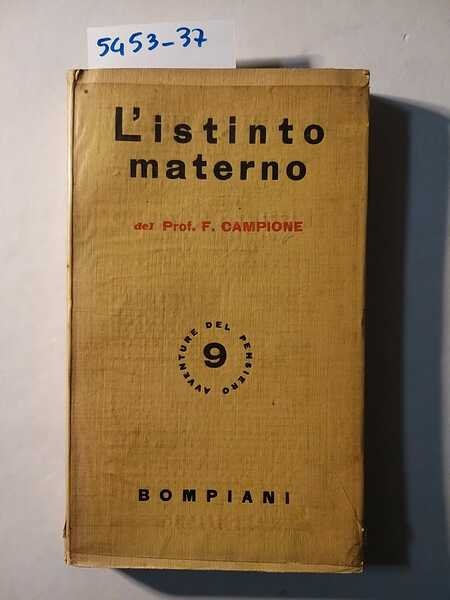 5453-37
L'istinto
materno
del Prof. F. CAMPIONE
AVVENTURE DEL PENSIERO
9
BOMPIANI